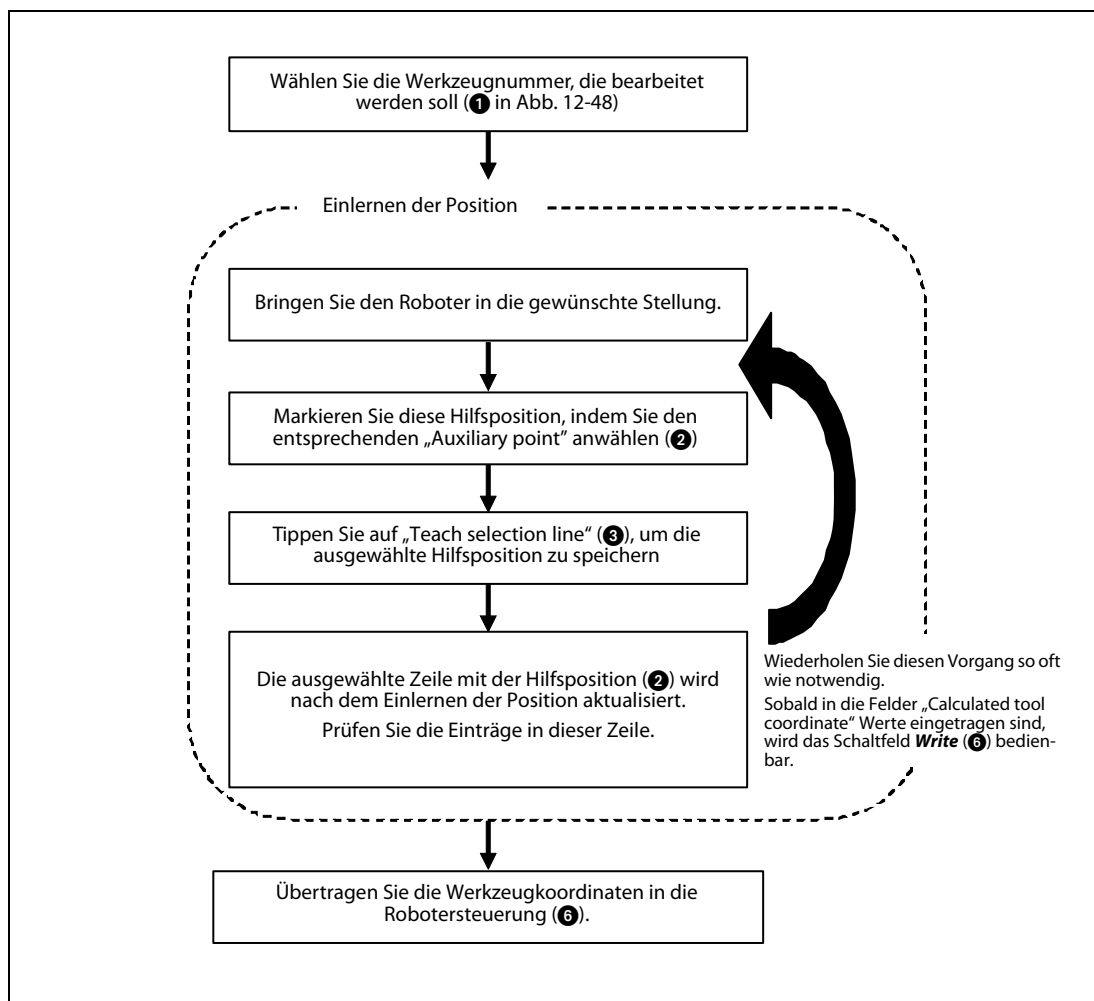 Wählen Sie die Werkzeugnummer, die bearbeitet
werden soll (❶ in Abb. 12-48)
Einlernen der Position
Bringen Sie den Roboter in die gewünschte Stellung.
Markieren Sie diese Hilfsposition, indem Sie den
entsprechenden „Auxiliary point” anwählen (❷)
Tippen Sie auf „Teach selection line“ (❸), um die
ausgewählte Hilfsposition zu speichern
Die ausgewählte Zeile mit der Hilfsposition (❷) wird
nach dem Einlernen der Position aktualisiert.
Prüfen Sie die Einträge in dieser Zeile.
Wiederholen Sie diesen Vorgang so oft
wie notwendig.
Sobald in die Felder „Calculated tool
coordinate“ Werte eingetragen sind,
wird das Schaltfeld Write (❻) bedien-
bar.
Übertragen Sie die Werkzeugkoordinaten in die
Robotersteuerung (❻).